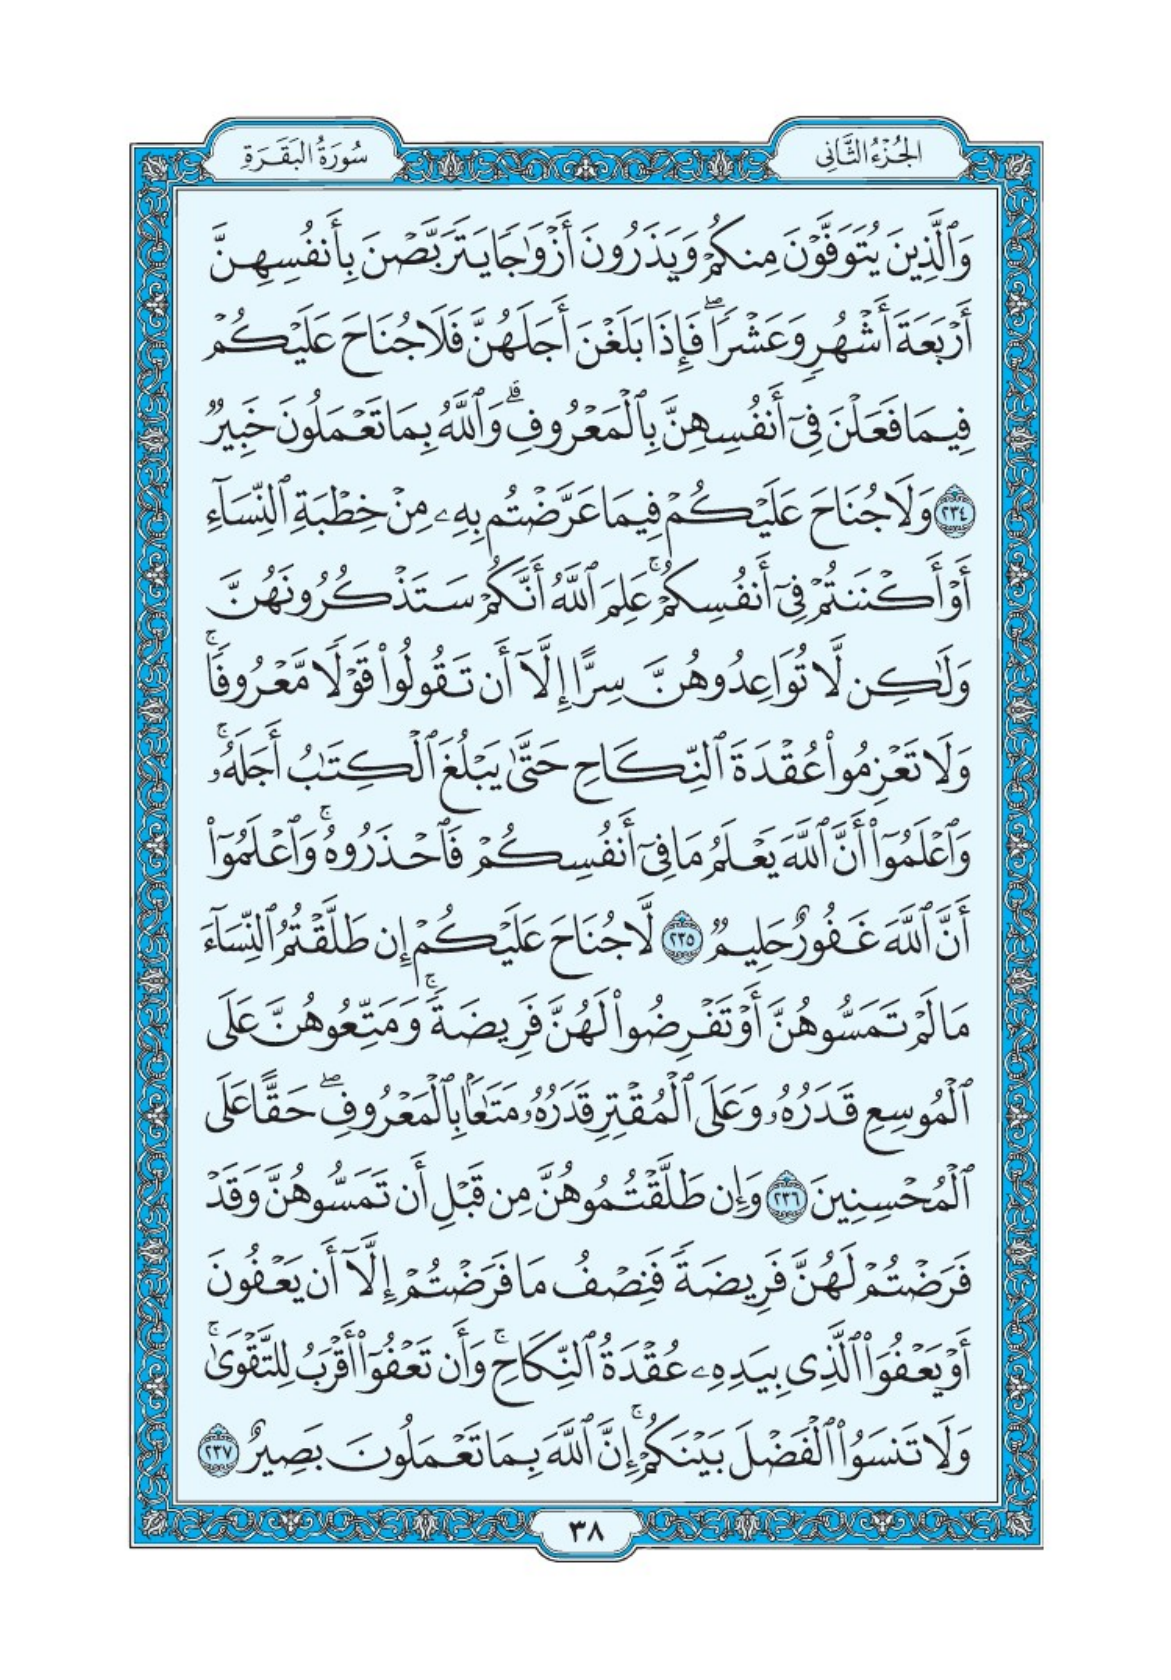 الجُزْءُ الثَّانِي
سُورَةُ البَقَرَةِ
وَٱلَّذِينَ يُتَوَفَّوْنَ مِنكُمْ وَيَذَرُونَ أَزْوَٰجًا يَتَرَبَّصْنَ بِأَنفُسِهِنَّ
أَرْبَعَةَ أَشْهُرٍ وَعَشْرًا ۖ فَإِذَا بَلَغْنَ أَجَلَهُنَّ فَلَا جُنَاحَ عَلَيْكُمْ
فِيمَا فَعَلْنَ فِىٓ أَنفُسِهِنَّ بِٱلْمَعْرُوفِ ۗ وَٱللَّهُ بِمَا تَعْمَلُونَ خَبِيرٌ
٢٣٤ وَلَا جُنَاحَ عَلَيْكُمْ فِيمَا عَرَّضْتُم بِهِۦ مِنْ خِطْبَةِ ٱلنِّسَآءِ
أَوْ أَكْنَنتُمْ فِىٓ أَنفُسِكُمْ ۚ عَلِمَ ٱللَّهُ أَنَّكُمْ سَتَذْكُرُونَهُنَّ
وَلَٰكِن لَّا تُوَاعِدُوهُنَّ سِرًّا إِلَّآ أَن تَقُولُوا۟ قَوْلًا مَّعْرُوفًا ۚ
وَلَا تَعْزِمُوا۟ عُقْدَةَ ٱلنِّكَاحِ حَتَّىٰ يَبْلُغَ ٱلْكِتَٰبُ أَجَلَهُۥ ۚ
وَٱعْلَمُوٓا۟ أَنَّ ٱللَّهَ يَعْلَمُ مَا فِىٓ أَنفُسِكُمْ فَٱحْذَرُوهُ ۚ وَٱعْلَمُوٓا۟
أَنَّ ٱللَّهَ غَفُورٌ حَلِيمٌ ٢٣٥ لَّا جُنَاحَ عَلَيْكُمْ إِن طَلَّقْتُمُ ٱلنِّسَآءَ
مَا لَمْ تَمَسُّوهُنَّ أَوْ تَفْرِضُوا۟ لَهُنَّ فَرِيضَةً ۚ وَمَتِّعُوهُنَّ عَلَى
ٱلْمُوسِعِ قَدَرُهُۥ وَعَلَى ٱلْمُقْتِرِ قَدَرُهُۥ مَتَٰعًۢا بِٱلْمَعْرُوفِ ۖ حَقًّا عَلَى
ٱلْمُحْسِنِينَ ٢٣٦ وَإِن طَلَّقْتُمُوهُنَّ مِن قَبْلِ أَن تَمَسُّوهُنَّ وَقَدْ
فَرَضْتُمْ لَهُنَّ فَرِيضَةً فَنِصْفُ مَا فَرَضْتُمْ إِلَّآ أَن يَعْفُونَ
أَوْ يَعْفُوَا۟ ٱلَّذِى بِيَدِهِۦ عُقْدَةُ ٱلنِّكَاحِ ۚ وَأَن تَعْفُوٓا۟ أَقْرَبُ لِلتَّقْوَىٰ ۚ
وَلَا تَنسَوُا۟ ٱلْفَضْلَ بَيْنَكُمْ ۚ إِنَّ ٱللَّهَ بِمَا تَعْمَلُونَ بَصِيرٌ ٢٣٧
٣٨